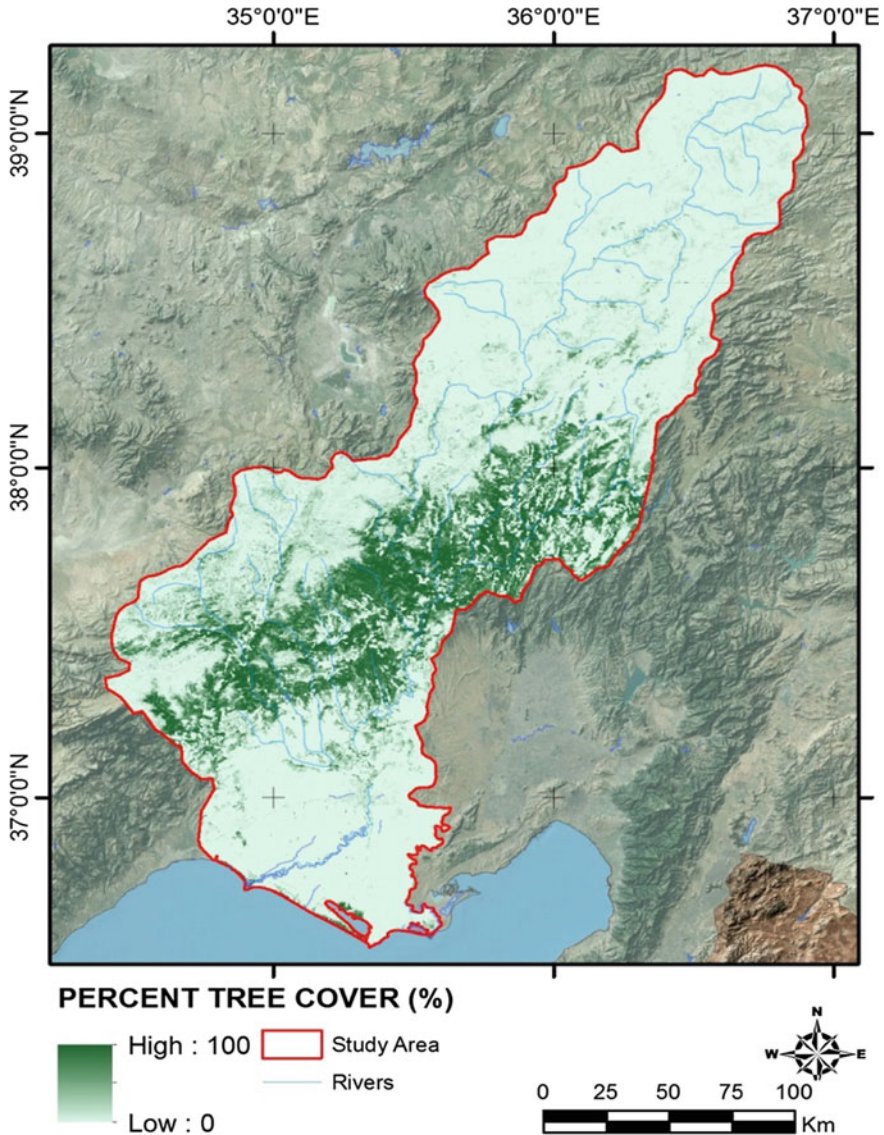 35°0'0"E 36°0'0"E 37°0'0"E
39°0'0"N
38°0'0"N
37°0'0"N
PERCENT TREE COVER (%)
High : 100
Low : 0
Study Area
Rivers
N
W E
S
0 25 50 75 100
Km